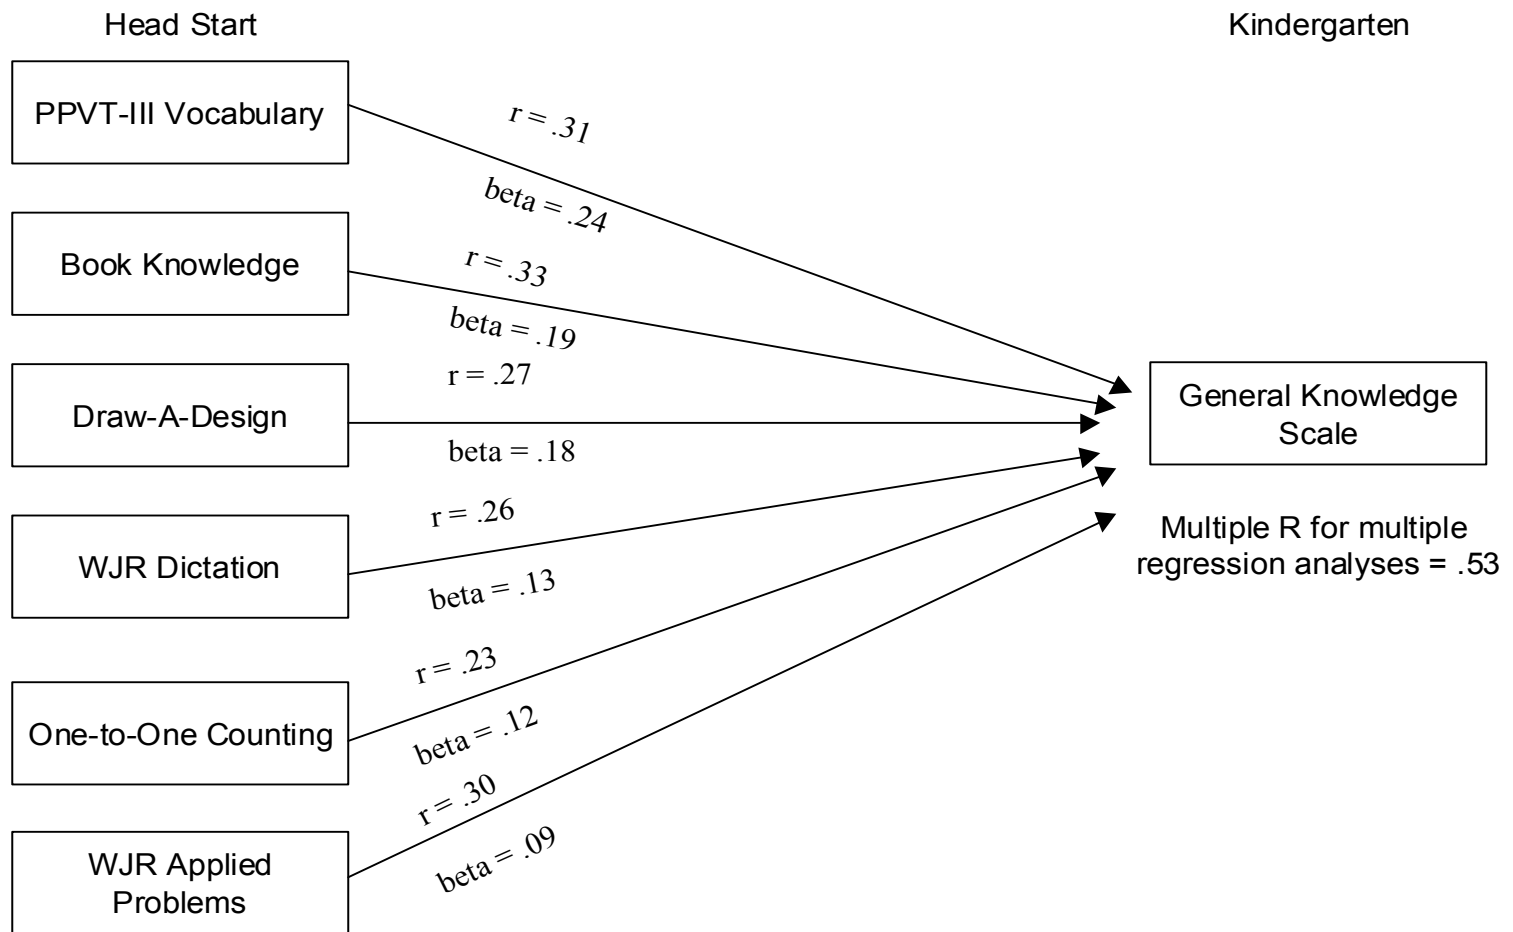 Head Start
Kindergarten
PPVT-III Vocabulary
r = .31
beta = .24
Book Knowledge
r = .33
beta = .19
Draw-A-Design
r = .27
beta = .18
General Knowledge
Scale
WJR Dictation
r = .26
beta = .13
Multiple R for multiple
regression analyses = .53
One-to-One Counting
r = .23
beta = .12
WJR Applied
Problems
r = .30
beta = .09